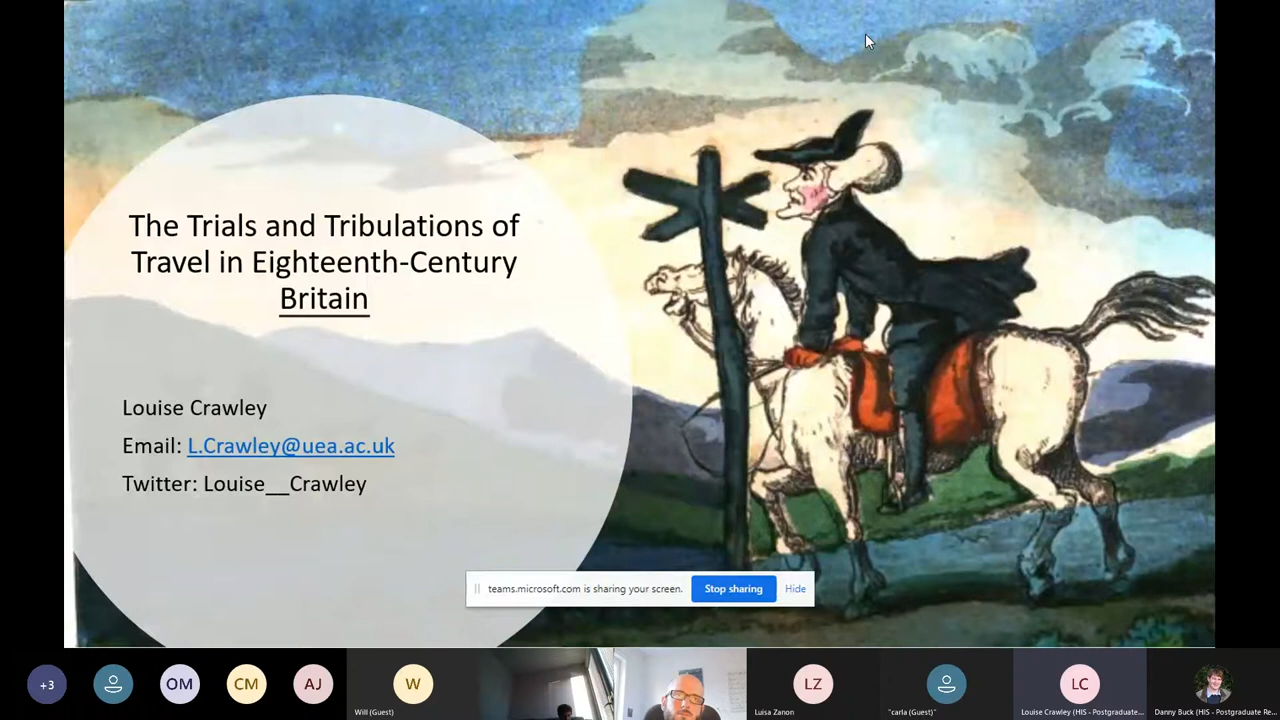 The Trials and Tribulations of
Travel in Eighteenth-Century
Britain
Louise Crawley
Email: L.Crawley@uea.ac.uk
Twitter: Louise__Crawley
teams.microsoft.com is sharing your screen.
Stop sharing
Hide
+3
OM
CM
AJ
W
LZ
LC
Will (Guest)
Luisa Zanon
"carla (Guest)"
Louise Crawley (HIS - Postgraduate...
Danny Buck (HIS - Postgraduate Re...